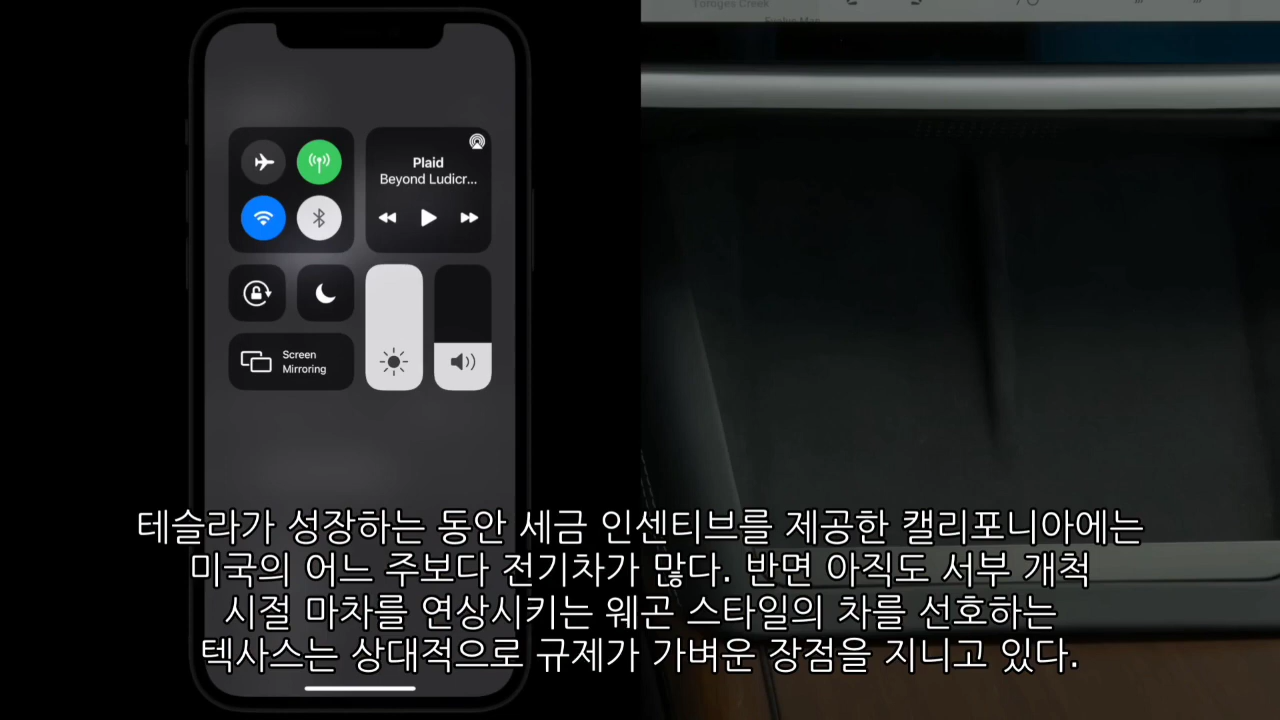 Plaid
Beyond Ludicr...
Screen
Mirroring
테슬라가 성장하는 동안 세금 인센티브를 제공한 캘리포니아에는
미국의 어느 주보다 전기차가 많다. 반면 아직도 서부 개척
시절 마차를 연상시키는 웨곤 스타일의 차를 선호하는
텍사스는 상대적으로 규제가 가벼운 장점을 지니고 있다.